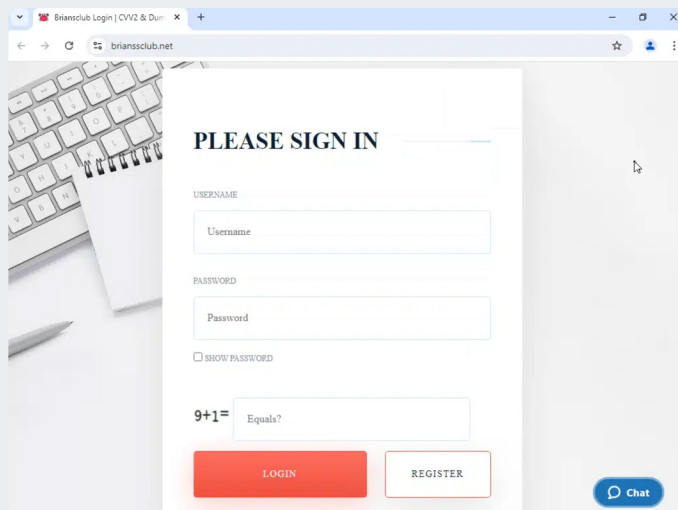 Briansclub Login | CVV2 & Dum
brianssclub.net
PLEASE SIGN IN
USERNAME
Username
PASSWORD
Password
SHOW PASSWORD
9+1=
Equals?
LOGIN
REGISTER
Chat